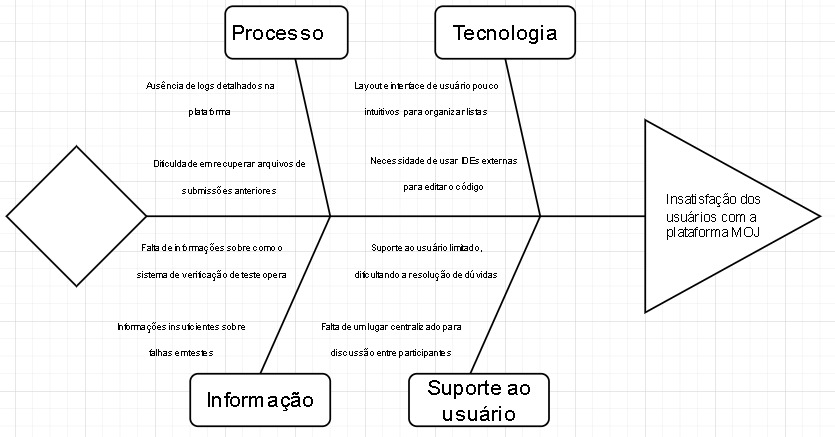 Processo
Tecnologia
Ausência de logs detalhados na
plataforma
Layout e interface de usuário pouco
intuitivos para organizar listas
Dificuldade em recuperar arquivos de
submissões anteriores
Necessidade de usar IDEs externas
para editar o código
Insatisfação dos
usuários com a
plataforma MOJ
Falta de informações sobre como o
sistema de verificação de teste opera
Suporte ao usuário limitado,
dificultando a resolução de dúvidas
Informações insuficientes sobre
falhas em testes
Falta de um lugar centralizado para
discussão entre participantes
Informação
Suporte ao
usuário